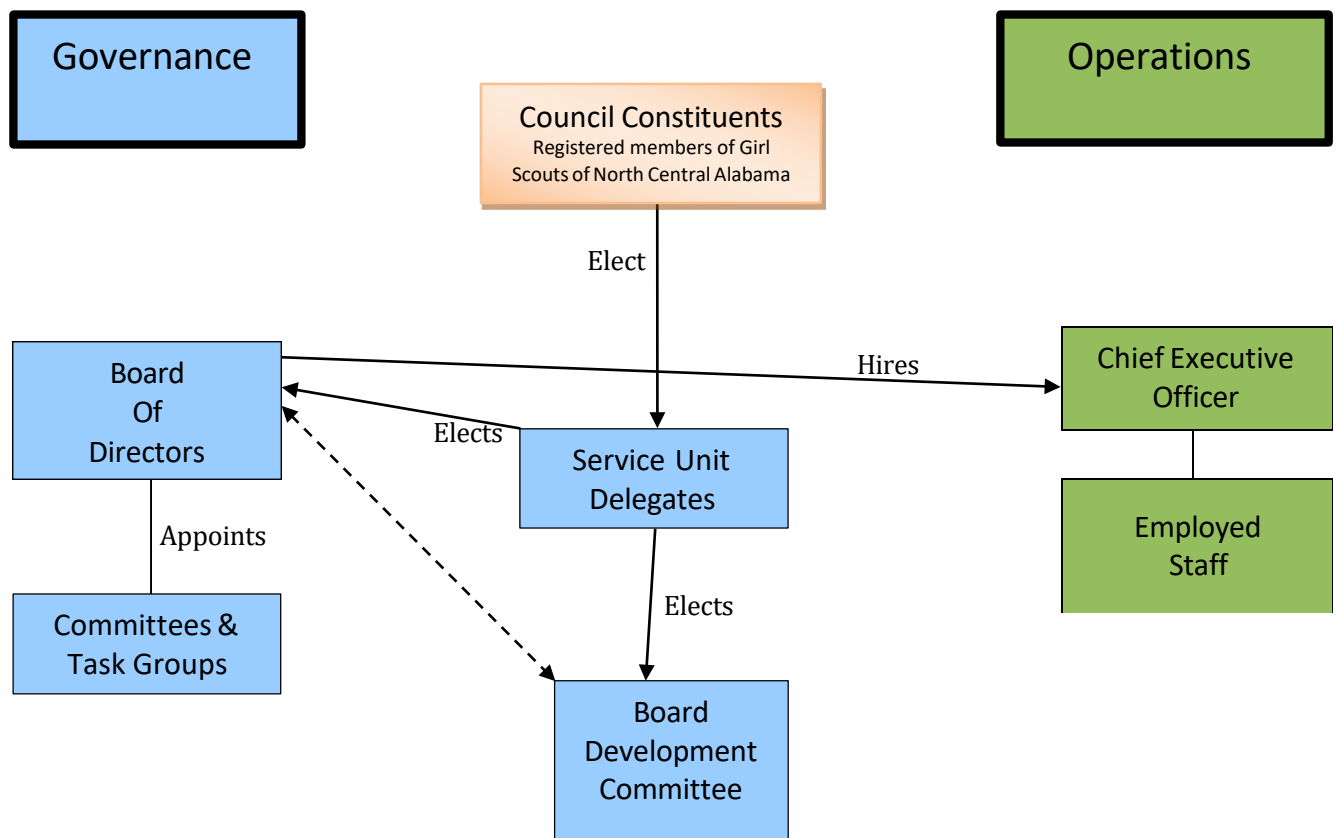 Governance
Operations
Council Constituents
Registered members of Girl
Scouts of North Central Alabama
Elect
Board
Of
Directors
Hires
Chief Executive
Officer
Elects
Service Unit
Delegates
Appoints
Employed
Staff
Committees &
Task Groups
Elects
Board
Development
Committee